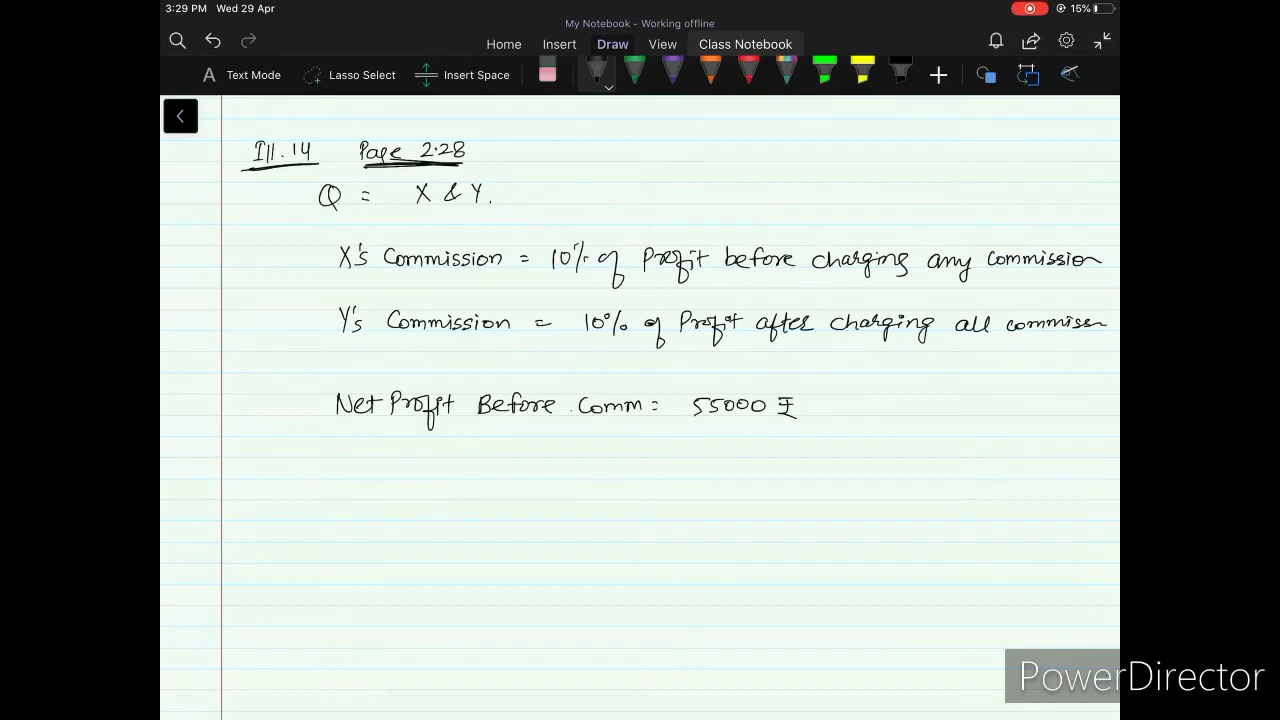 3:29 PM Wed 29 Apr
15%
My Notebook - Working offline
Home Insert Draw View Class Notebook
Text Mode Lasso Select Insert Space
Ill.14 Page 2.28
Q = X & Y.
X's Commission = 10% of Profit before charging any commission
Y's Commission = 10% of Profit after charging all commissn
Net Profit Before Comm = 55000 ₹
PowerDirector